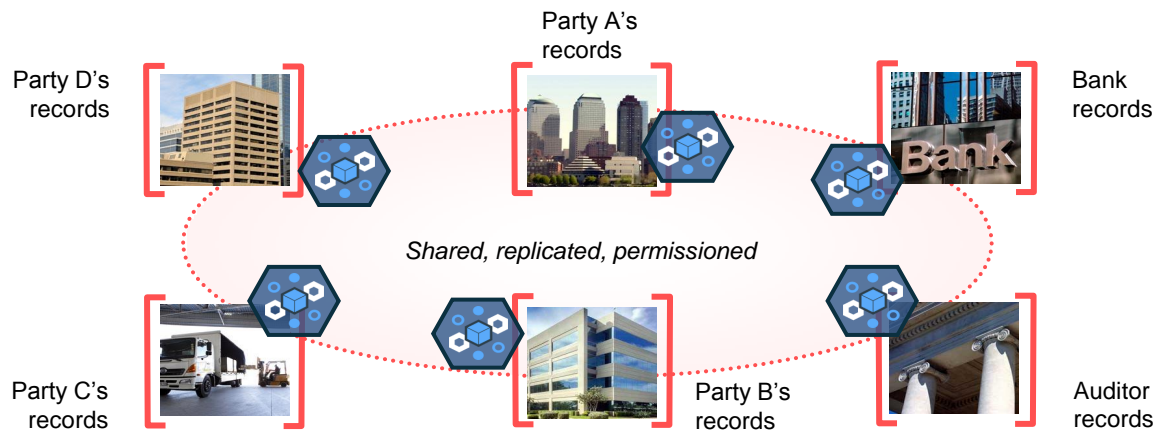 Party A's
records
Party D's
records
Bank
records
Bank
Shared, replicated, permissioned
Party C's
records
Party B's
records
Auditor
records